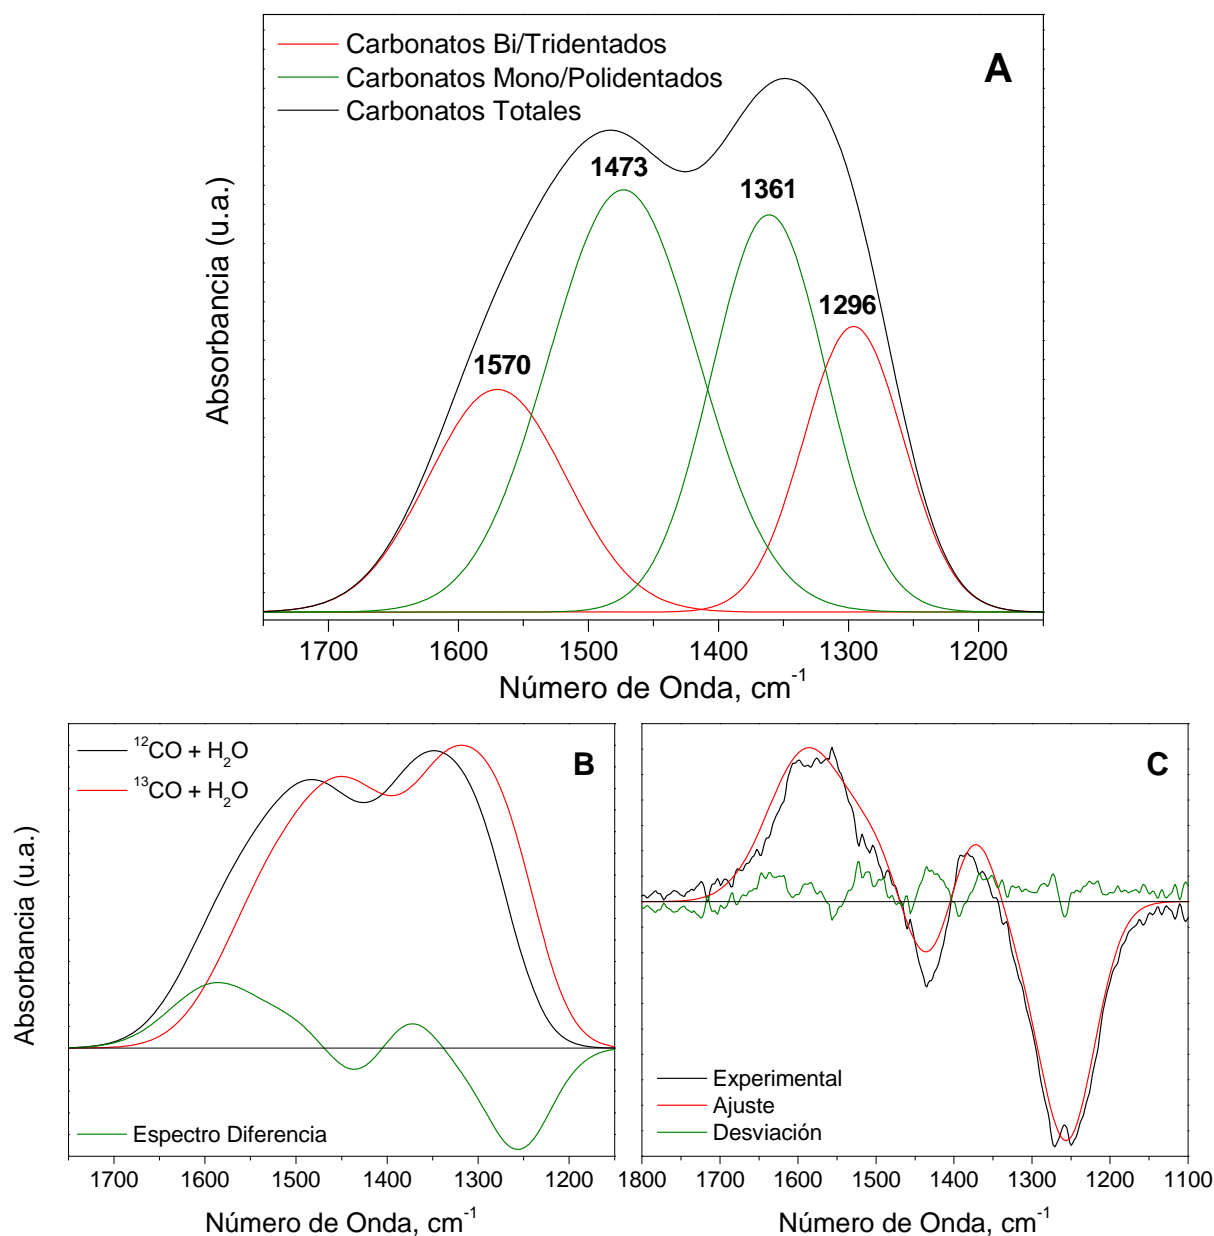 Carbonatos Bi/Tridentados
Carbonatos Mono/Polidentados
Carbonatos Totales
A
1473
1361
1296
1570
Absorbancia (u.a.)
1700 1600 1500 1400 1300 1200
Número de Onda, cm⁻¹
¹²CO + H₂O
¹³CO + H₂O
B
Espectro Diferencia
Absorbancia (u.a.)
1700 1600 1500 1400 1300 1200
Número de Onda, cm⁻¹
C
Experimental
Ajuste
Desviación
1800 1700 1600 1500 1400 1300 1200 1100
Número de Onda, cm⁻¹